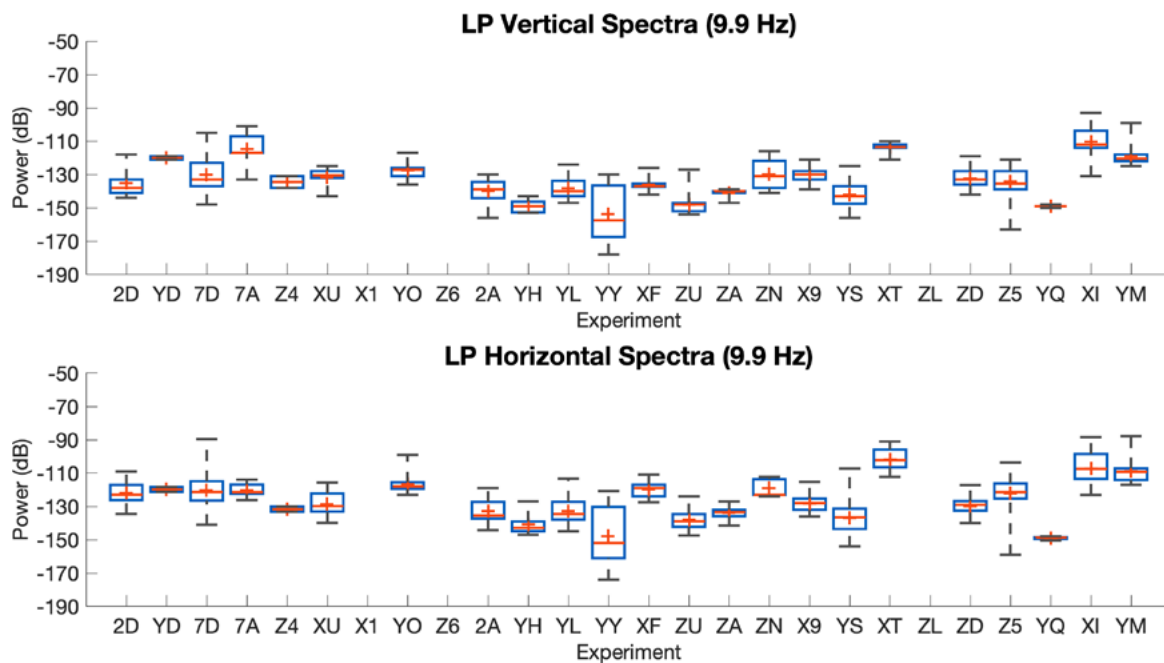 LP Vertical Spectra (9.9 Hz)
-50
-70
-90
-110
-130
-150
-170
-190
Power (dB)
2D YD 7D 7A Z4 XU X1 YO Z6 2A YH YL YY XF ZU ZA ZN X9 YS XT ZL ZD Z5 YQ XI YM
Experiment
LP Horizontal Spectra (9.9 Hz)
-50
-70
-90
-110
-130
-150
-170
-190
Power (dB)
2D YD 7D 7A Z4 XU X1 YO Z6 2A YH YL YY XF ZU ZA ZN X9 YS XT ZL ZD Z5 YQ XI YM
Experiment